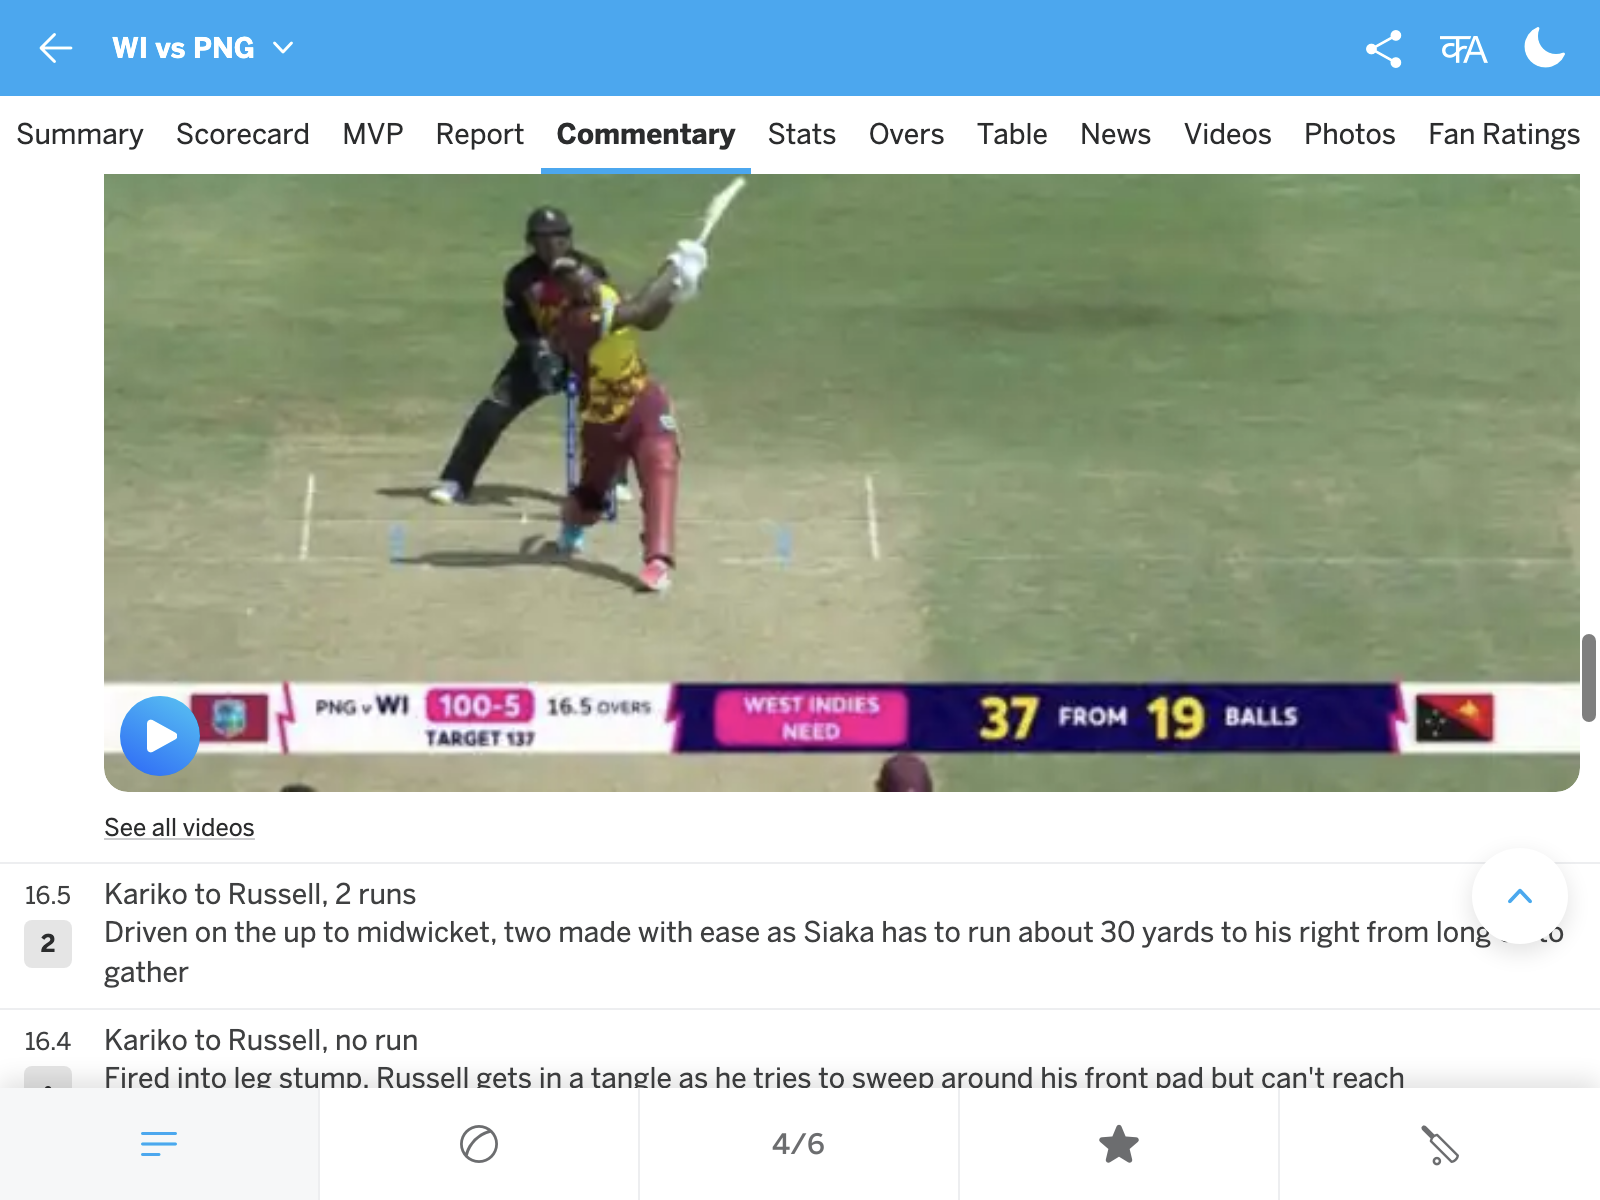 WI vs PNG
कA
Summary Scorecard MVP Report Commentary Stats Overs Table News Videos Photos Fan Ratings
PNG v WI 100-5 16.5 OVERS
TARGET 137
WEST INDIES
NEED
37 FROM 19 BALLS
See all videos
16.5 Kariko to Russell, 2 runs
2 Driven on the up to midwicket, two made with ease as Siaka has to run about 30 yards to his right from long to
gather
16.4 Kariko to Russell, no run
Fired into leg stump. Russell gets in a tangle as he tries to sweep around his front pad but can't reach
4/6